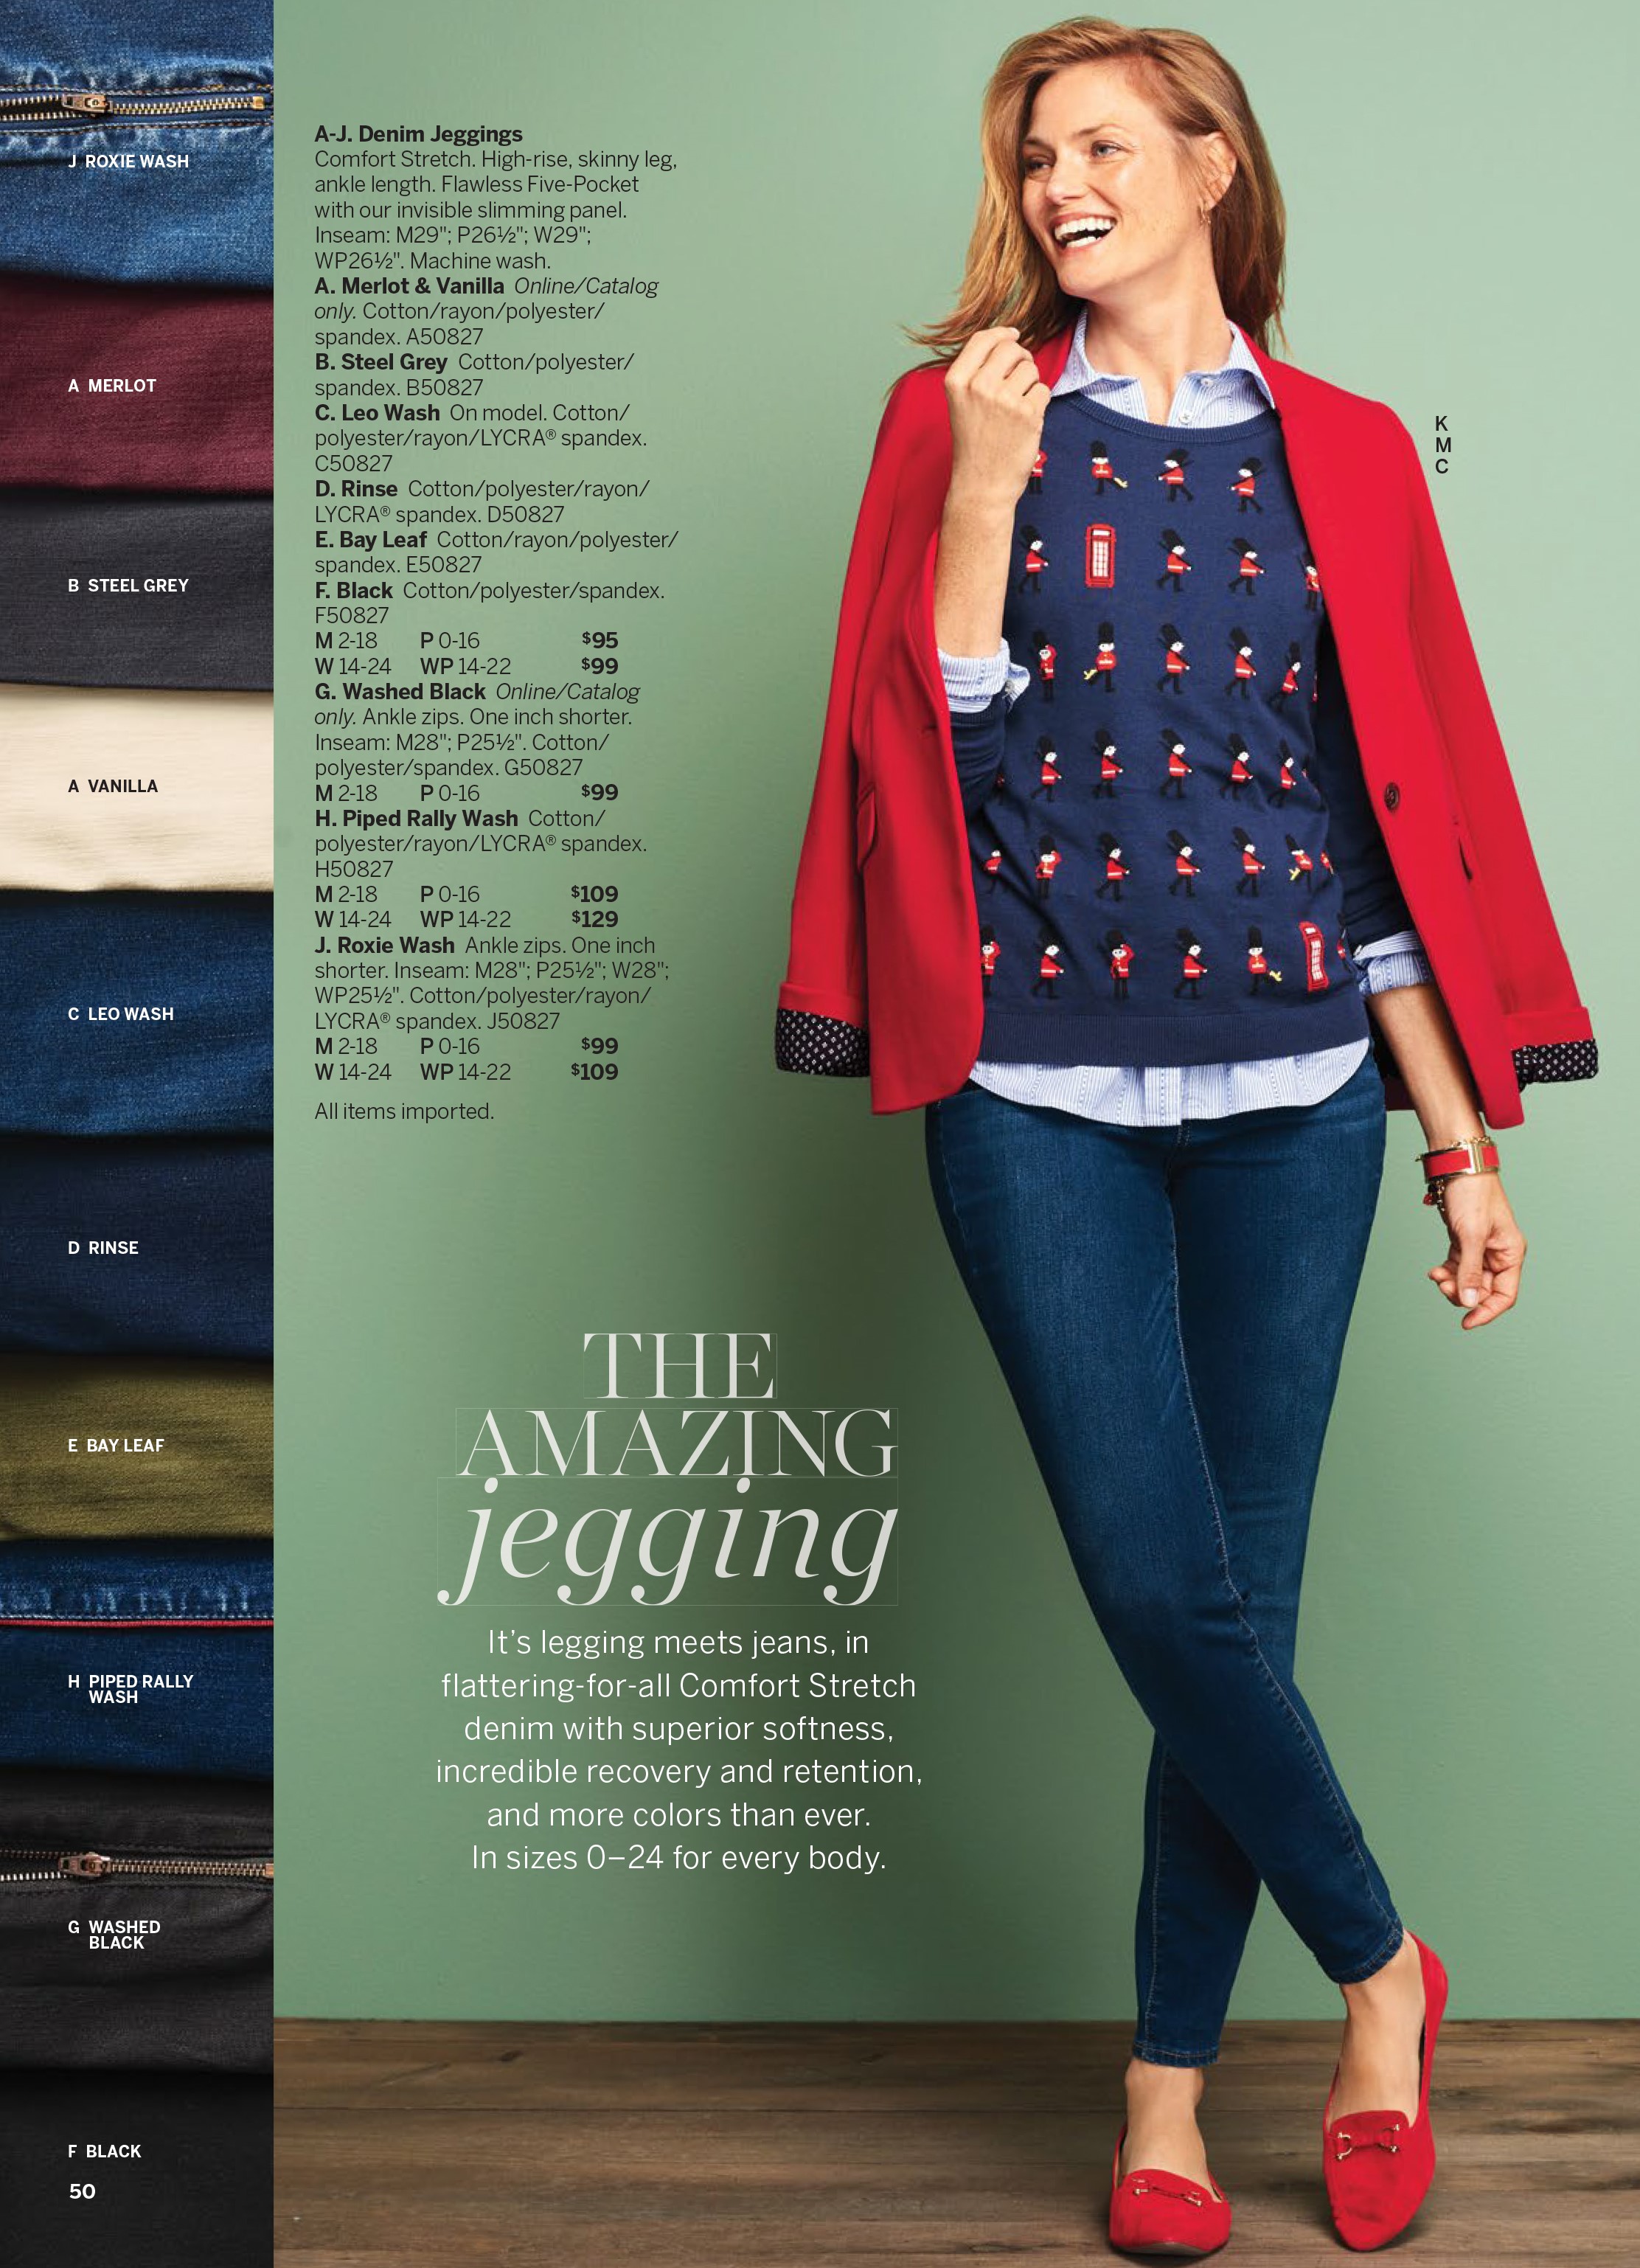 J ROXIE WASH
A MERLOT
B STEEL GREY
A VANILLA
C LEO WASH
D RINSE
E BAY LEAF
H PIPED RALLY
WASH
G WASHED
BLACK
F BLACK
50
A-J. Denim Jeggings
Comfort Stretch. High-rise, skinny leg,
ankle length. Flawless Five-Pocket
with our invisible slimming panel.
Inseam: M29"; P26½"; W29";
WP26½". Machine wash.
A. Merlot & Vanilla Online/Catalog
only. Cotton/rayon/polyester/
spandex. A50827
B. Steel Grey Cotton/polyester/
spandex. B50827
C. Leo Wash On model. Cotton/
polyester/rayon/LYCRA® spandex.
C50827
D. Rinse Cotton/polyester/rayon/
LYCRA® spandex. D50827
E. Bay Leaf Cotton/rayon/polyester/
spandex. E50827
F. Black Cotton/polyester/spandex.
F50827
M 2-18 P 0-16 $95
W 14-24 WP 14-22 $99
G. Washed Black Online/Catalog
only. Ankle zips. One inch shorter.
Inseam: M28"; P25½". Cotton/
polyester/spandex. G50827
M 2-18 P 0-16 $99
H. Piped Rally Wash Cotton/
polyester/rayon/LYCRA® spandex.
H50827
M 2-18 P 0-16 $109
W 14-24 WP 14-22 $129
J. Roxie Wash Ankle zips. One inch
shorter. Inseam: M28"; P25½"; W28";
WP25½". Cotton/polyester/rayon/
LYCRA® spandex. J50827
M 2-18 P 0-16 $99
W 14-24 WP 14-22 $109
All items imported.
K
M
C
THE
AMAZING
jegging
It's legging meets jeans, in
flattering-for-all Comfort Stretch
denim with superior softness,
incredible recovery and retention,
and more colors than ever.
In sizes 0–24 for every body.